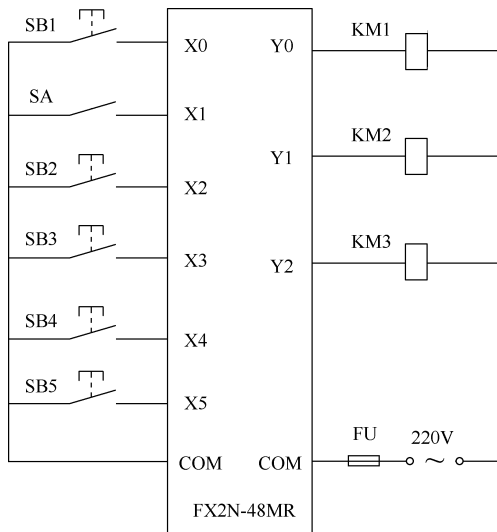 SB1 X0 Y0 KM1
SA X1
SB2 X2 Y1 KM2
SB3 X3 Y2 KM3
SB4 X4
SB5 X5
COM COM FU 220V
~
FX2N-48MR